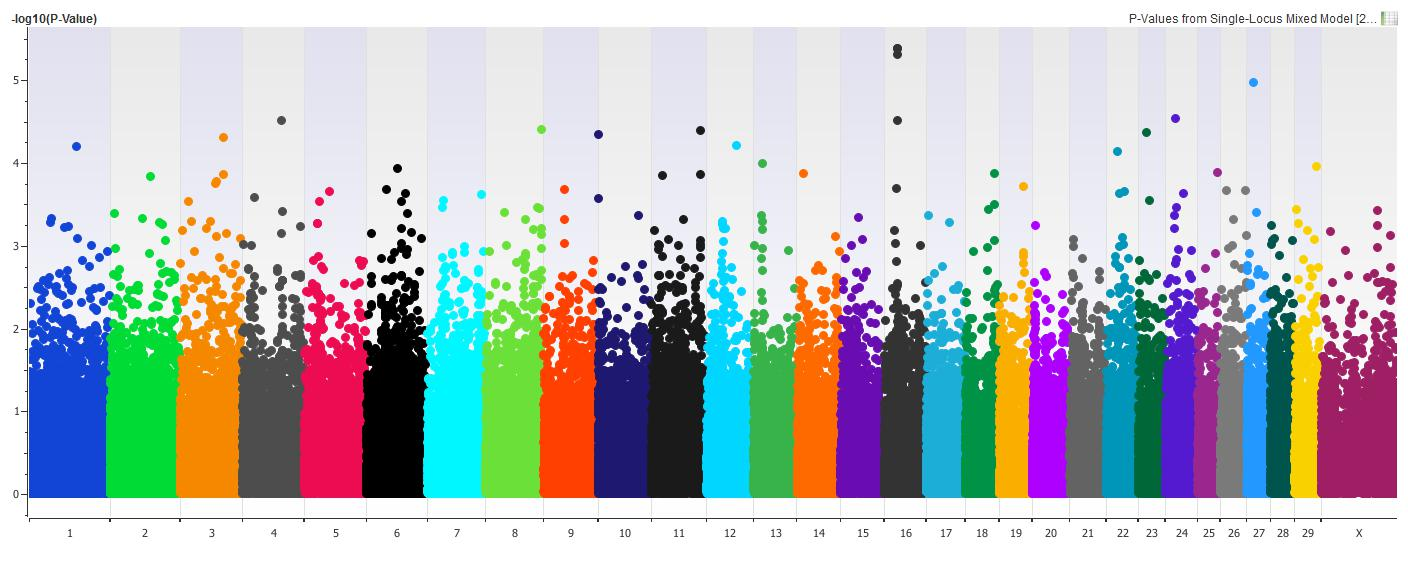 -log10(P-Value)
P-Values from Single-Locus Mixed Model [2...
5
4
3
2
1
0
1 2 3 4 5 6 7 8 9 10 11 12 13 14 15 16 17 18 19 20 21 22 23 24 25 26 27 28 29 X